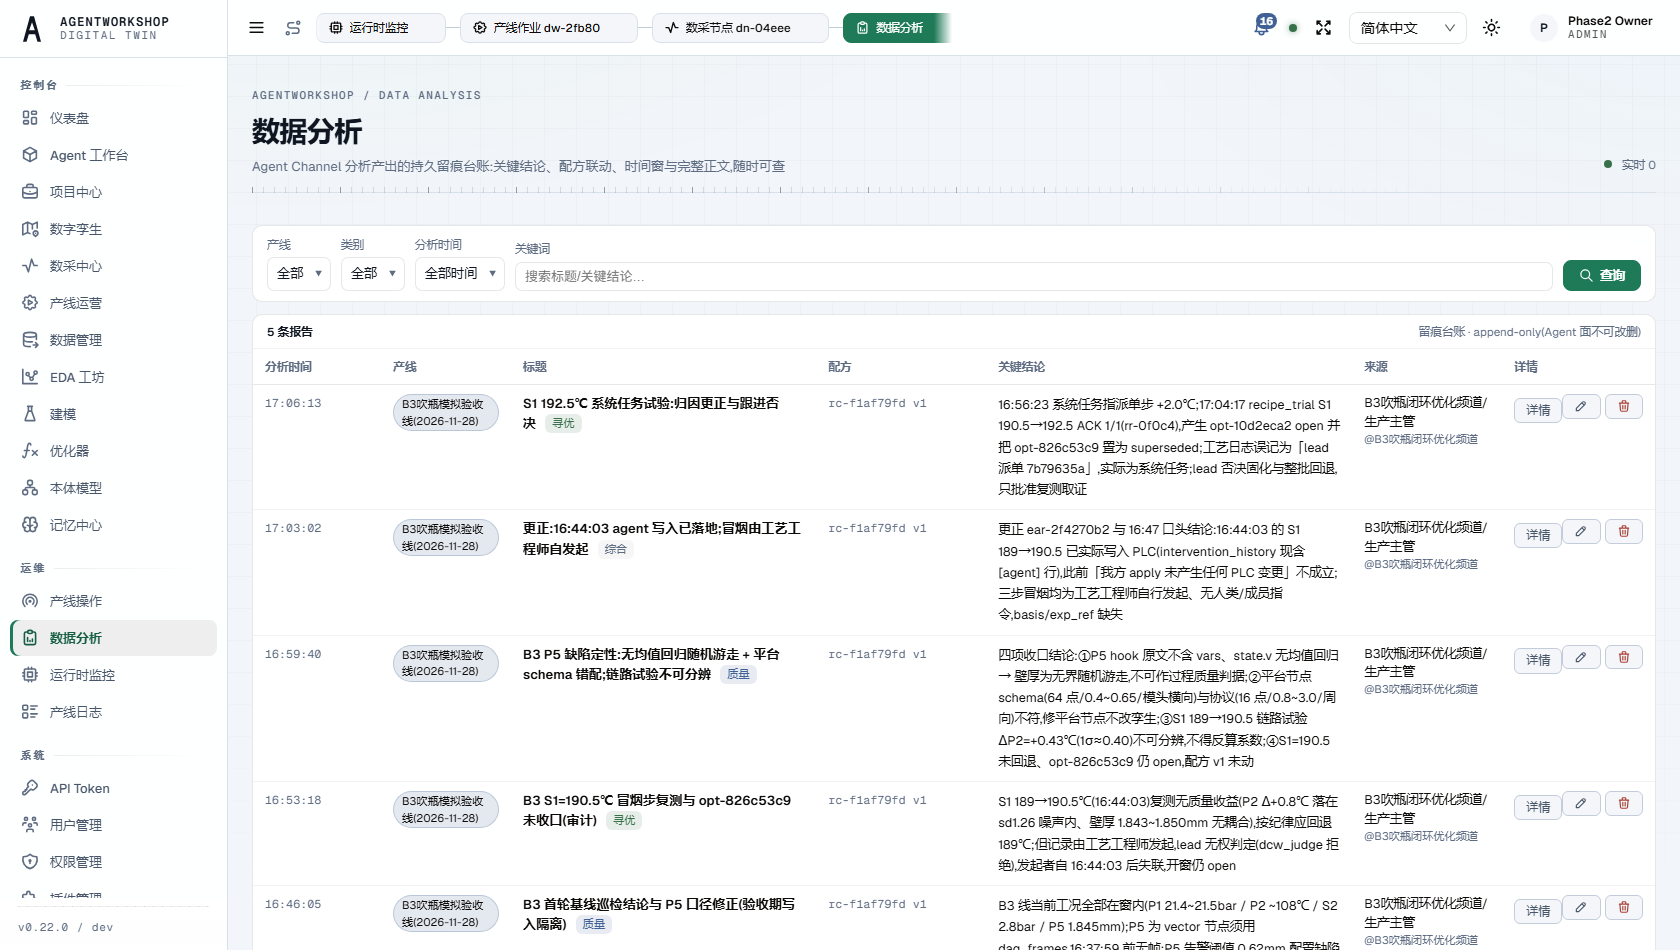 AGENTWORKSHOP
DIGITAL TWIN
运行时监控
产线作业 dw-2fb80
数采节点 dn-04eee
数据分析
16
简体中文
P
Phase2 Owner
ADMIN
控制台
仪表盘
Agent 工作台
项目中心
数字孪生
数采中心
产线运营
数据管理
EDA 工坊
建模
优化器
本体模型
记忆中心
运维
产线操作
数据分析
运行时监控
产线日志
系统
API Token
用户管理
权限管理
插件管理
v0.22.0 / dev
AGENTWORKSHOP / DATA ANALYSIS
数据分析
Agent Channel 分析产出的持久留痕台账:关键结论、配方联动、时间窗与完整正文,随时可查
实时 0
产线
类别
分析时间
关键词
全部
全部
全部时间
搜索标题/关键结论...
查询
5 条报告
留痕台账 · append-only(Agent 面不可改删)
分析时间
产线
标题
配方
关键结论
来源
详情
17:06:13
B3吹瓶模拟验收
线(2026-11-28)
S1 192.5℃ 系统任务试验:归因更正与跟进否
决 寻优
rc-f1af79fd v1
16:56:23 系统任务指派单步 +2.0℃;17:04:17 recipe_trial S1
190.5→192.5 ACK 1/1(rr-0f0c4),产生 opt-10d2eca2 open 并
把 opt-826c53c9 置为 superseded;工艺日志误记为「lead
派单 7b79635a」,实际为系统任务;lead 否决固化与整批回退,
只批准复测取证
B3吹瓶闭环优化频道/
生产主管
@B3吹瓶闭环优化频道
详情
17:03:02
B3吹瓶模拟验收
线(2026-11-28)
更正:16:44:03 agent 写入已落地;冒烟由工艺工
程师自发起 综合
rc-f1af79fd v1
更正 ear-2f4270b2 与 16:47 口头结论:16:44:03 的 S1
189→190.5 已实际写入 PLC(intervention_history 现含
[agent] 行),此前「我方 apply 未产生任何 PLC 变更」不成立;
三步冒烟均为工艺工程师自行发起、无人类/成员指
令,basis/exp_ref 缺失
B3吹瓶闭环优化频道/
生产主管
@B3吹瓶闭环优化频道
详情
16:59:40
B3吹瓶模拟验收
线(2026-11-28)
B3 P5 缺陷定性:无均值回归随机游走 + 平台
schema 错配;链路试验不可分辨 质量
rc-f1af79fd v1
四项收口结论:①P5 hook 原文不含 vars、state.v 无均值回归
→ 壁厚为无界随机游走,不可作过程质量判据;②平台节点
schema(64 点/0.4~0.65/模头横向)与协议(16 点/0.8~3.0/周
向)不符,修平台节点不改孪生;③S1 189→190.5 链路试验
ΔP2=+0.43℃(1σ≈0.40)不可分辨,不得反算系数;④S1=190.5
未回退、opt-826c53c9 仍 open,配方 v1 未动
B3吹瓶闭环优化频道/
生产主管
@B3吹瓶闭环优化频道
详情
16:53:18
B3吹瓶模拟验收
线(2026-11-28)
B3 S1=190.5℃ 冒烟步复测与 opt-826c53c9
未收口(审计) 寻优
rc-f1af79fd v1
S1 189→190.5℃(16:44:03)复测无质量收益(P2 Δ+0.8℃ 落在
sd1.26 噪声内、壁厚 1.843~1.850mm 无耦合),按纪律应回退
189℃;但记录由工艺工程师发起,lead 无权判定(dcw_judge 拒
绝),发起者自 16:44:03 后失联,开窗仍 open
B3吹瓶闭环优化频道/
生产主管
@B3吹瓶闭环优化频道
详情
16:46:05
B3吹瓶模拟验收
线(2026-11-28)
B3 首轮基线巡检结论与 P5 口径修正(验收期写
入隔离) 质量
rc-f1af79fd v1
B3 线当前工况全部在窗内(P1 21.4~21.5bar / P2 ~108℃ / S2
2.8bar / P5 1.845mm);P5 为 vector 节点须用
daq_frames,16:37:59 前无帧;P5 告警阈值 0.62mm 配置缺陷
B3吹瓶闭环优化频道/
生产主管
@B3吹瓶闭环优化频道
详情